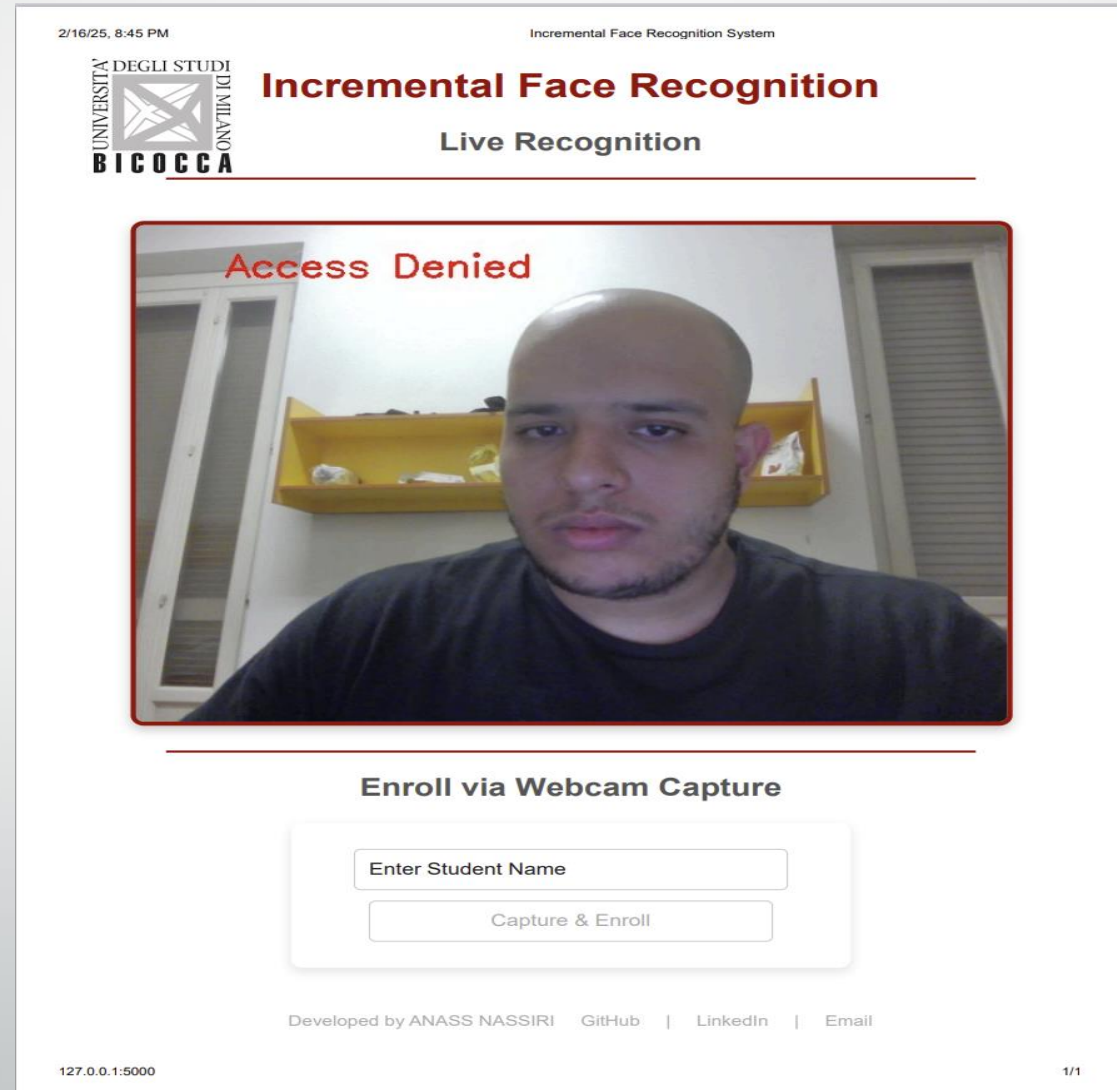 2/16/25, 8:45 PM
Incremental Face Recognition System
UNIVERSITA' DEGLI STUDI DI MILANO
BICOCCA
Incremental Face Recognition
Live Recognition
Access Denied
Enroll via Webcam Capture
Enter Student Name
Capture & Enroll
Developed by ANASS NASSIRI GitHub | LinkedIn | Email
127.0.0.1:5000
1/1